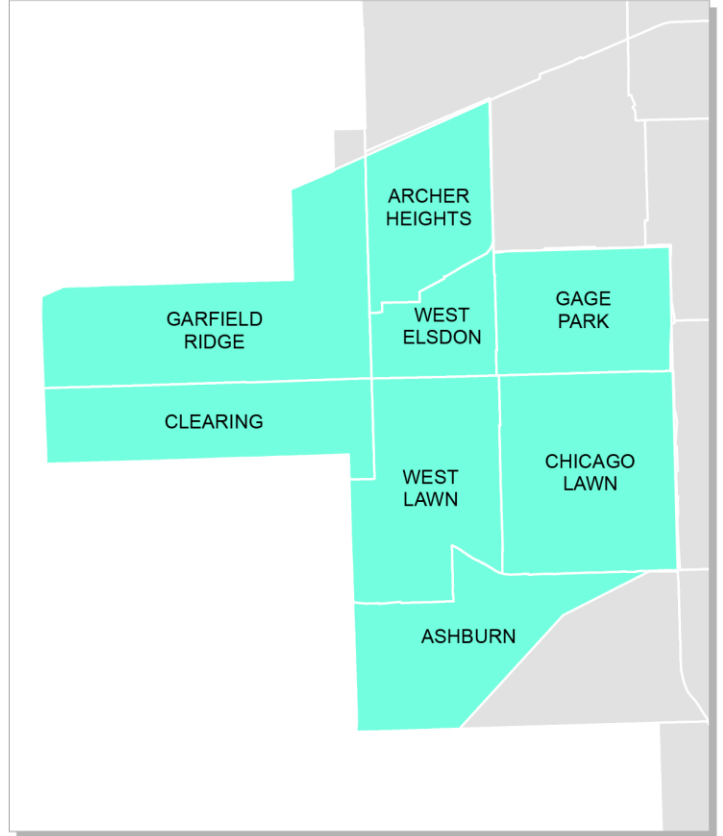 ARCHER
HEIGHTS
GARFIELD
RIDGE
WEST
ELSDON
GAGE
PARK
CLEARING
WEST
LAWN
CHICAGO
LAWN
ASHBURN